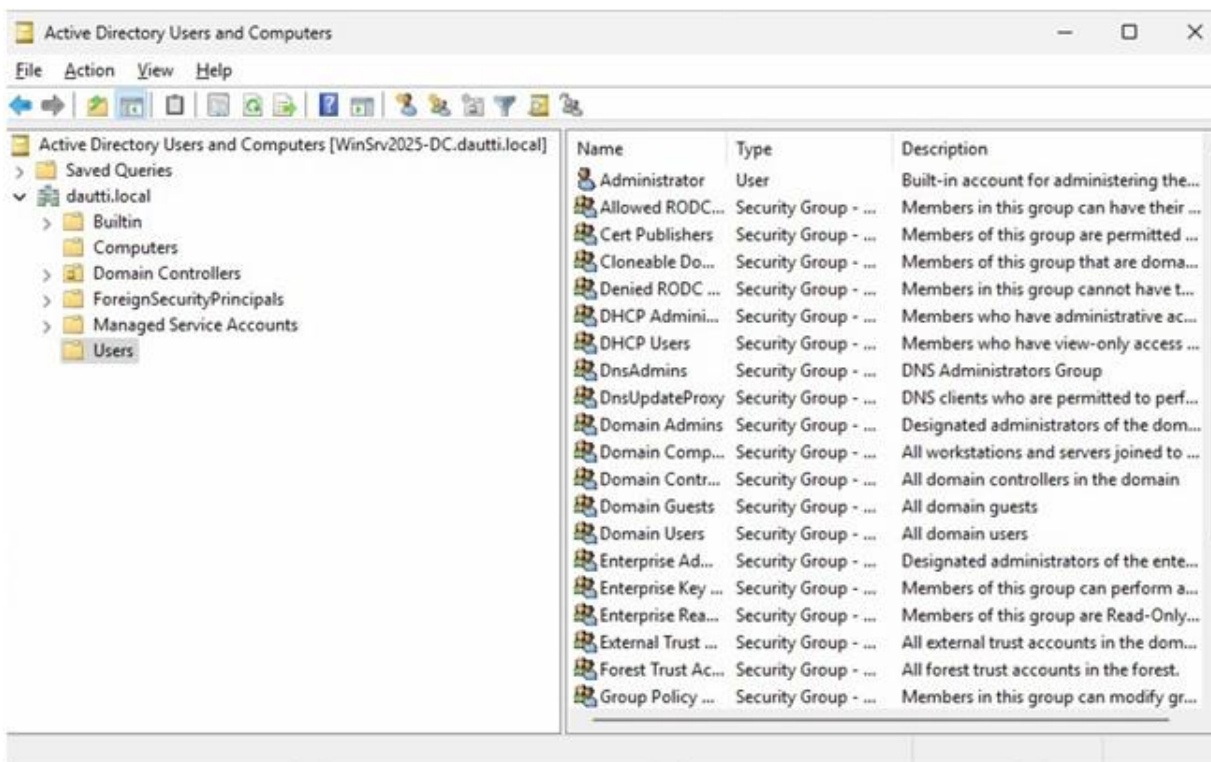 Active Directory Users and Computers
File Action View Help
Active Directory Users and Computers [WinSrv2025-DC.dautti.local]
Saved Queries
dautti.local
Builtin
Computers
Domain Controllers
ForeignSecurityPrincipals
Managed Service Accounts
Users
Name Type Description
Administrator User Built-in account for administering the...
Allowed RODC... Security Group - ... Members in this group can have their ...
Cert Publishers Security Group - ... Members of this group are permitted ...
Cloneable Do... Security Group - ... Members of this group that are doma...
Denied RODC ... Security Group - ... Members in this group cannot have t...
DHCP Admini... Security Group - ... Members who have administrative ac...
DHCP Users Security Group - ... Members who have view-only access ...
DnsAdmins Security Group - ... DNS Administrators Group
DnsUpdateProxy Security Group - ... DNS clients who are permitted to perf...
Domain Admins Security Group - ... Designated administrators of the dom...
Domain Comp... Security Group - ... All workstations and servers joined to ...
Domain Contr... Security Group - ... All domain controllers in the domain
Domain Guests Security Group - ... All domain guests
Domain Users Security Group - ... All domain users
Enterprise Ad... Security Group - ... Designated administrators of the ente...
Enterprise Key ... Security Group - ... Members of this group can perform a...
Enterprise Rea... Security Group - ... Members of this group are Read-Only...
External Trust ... Security Group - ... All external trust accounts in the dom...
Forest Trust Ac... Security Group - ... All forest trust accounts in the forest.
Group Policy ... Security Group - ... Members in this group can modify gr...